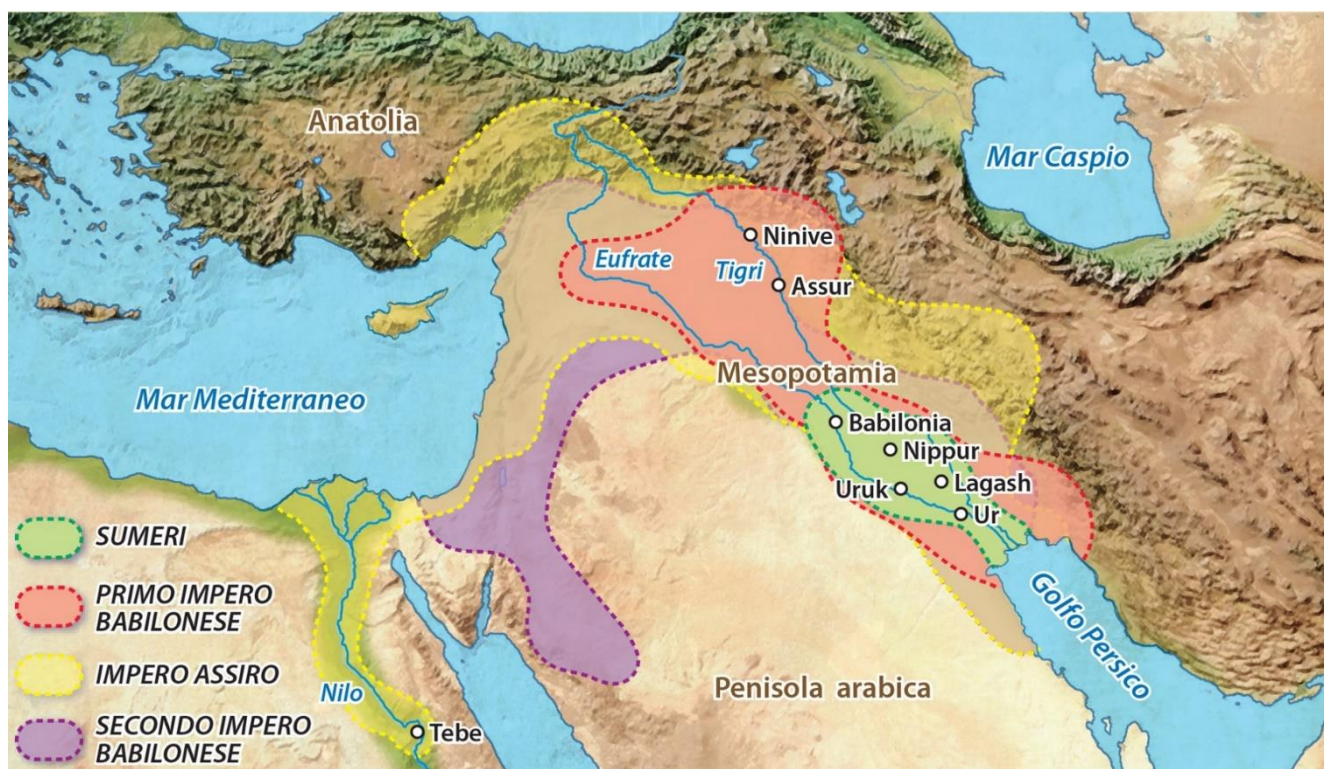 Anatolia
Mar Caspio
Ninive
Eufrate
Tigri
Assur
Mesopotamia
Mar Mediterraneo
Babilonia
Nippur
Uruk
Lagash
Ur
SUMERI
PRIMO IMPERO
BABILONESE
Golfo Persico
IMPERO ASSIRO
Nilo
Penisola arabica
SECONDO IMPERO
BABILONESE
Tebe